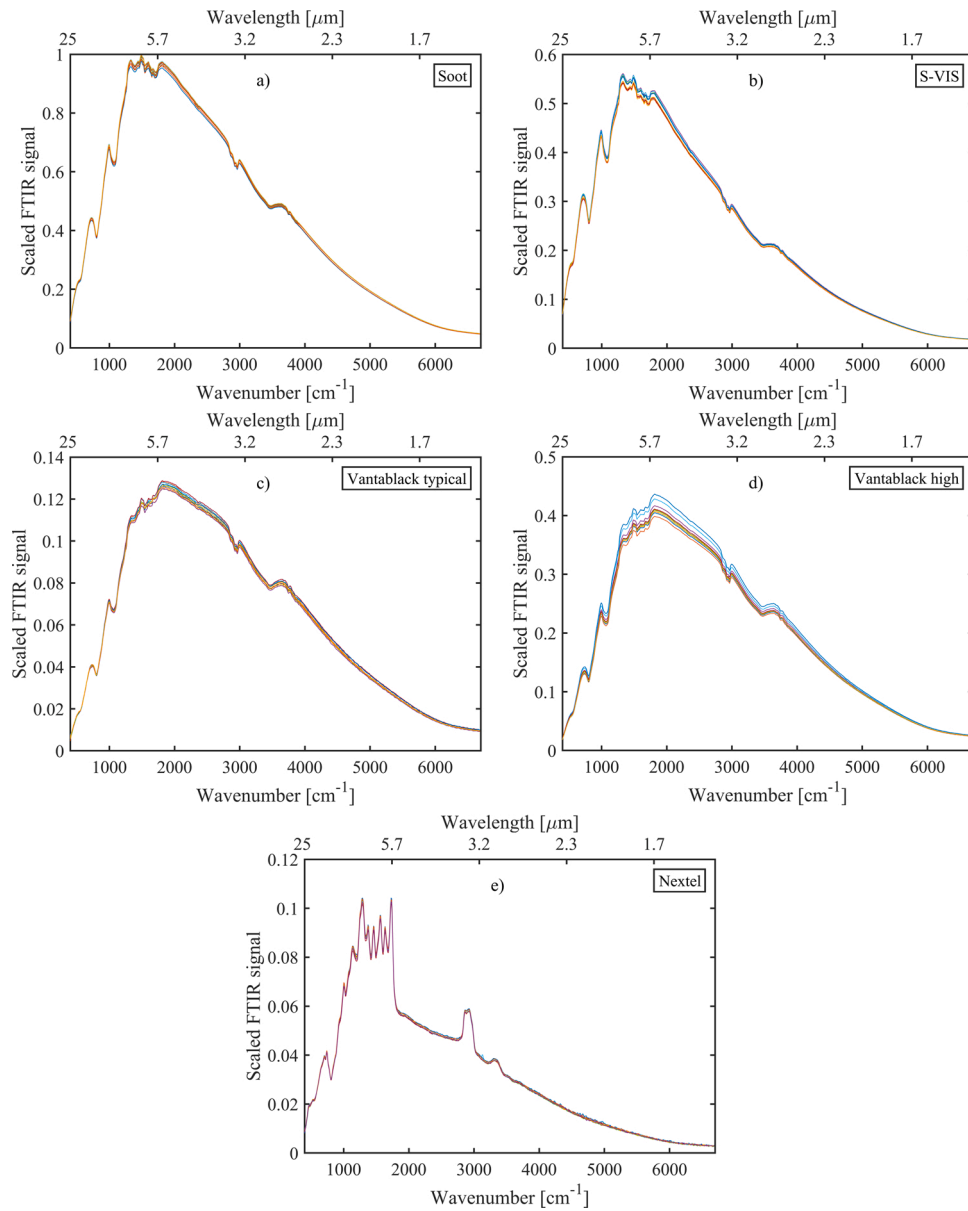 Wavelength [μm]
25 5.7 3.2 2.3 1.7
Scaled FTIR signal
1
0.8
0.6
0.4
0.2
0
a)
Soot
1000 2000 3000 4000 5000 6000
Wavenumber [cm-1]
Wavelength [μm]
25 5.7 3.2 2.3 1.7
Scaled FTIR signal
0.6
0.5
0.4
0.3
0.2
0.1
0
b)
S-VIS
1000 2000 3000 4000 5000 6000
Wavenumber [cm-1]
Wavelength [μm]
25 5.7 3.2 2.3 1.7
Scaled FTIR signal
0.14
0.12
0.1
0.08
0.06
0.04
0.02
0
c)
Vantablack typical
1000 2000 3000 4000 5000 6000
Wavenumber [cm-1]
Wavelength [μm]
25 5.7 3.2 2.3 1.7
Scaled FTIR signal
0.5
0.4
0.3
0.2
0.1
0
d)
Vantablack high
1000 2000 3000 4000 5000 6000
Wavenumber [cm-1]
Wavelength [μm]
25 5.7 3.2 2.3 1.7
Scaled FTIR signal
0.12
0.1
0.08
0.06
0.04
0.02
0
e)
Nextel
1000 2000 3000 4000 5000 6000
Wavenumber [cm-1]